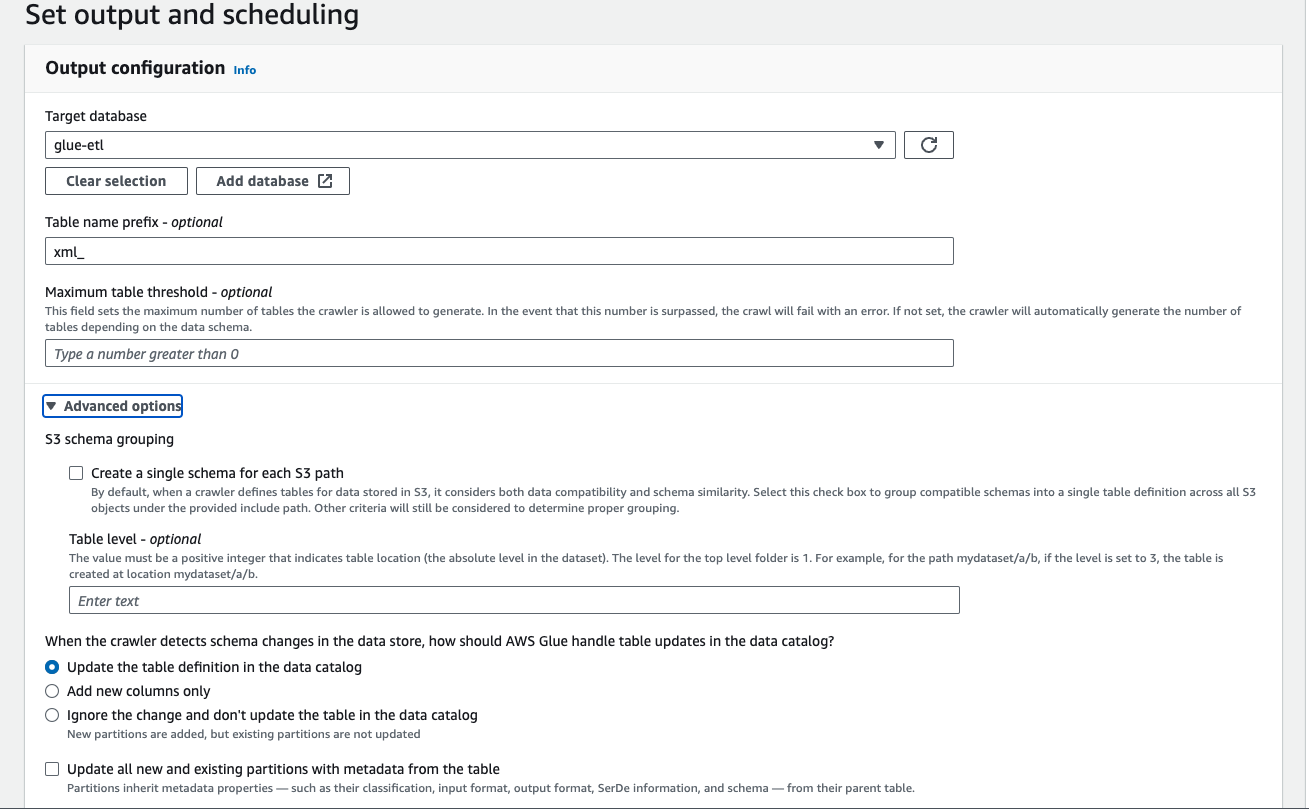 Set output and scheduling
Output configuration Info
Target database
glue-etl
Clear selection
Add database
Table name prefix - optional
xml_
Maximum table threshold - optional
This field sets the maximum number of tables the crawler is allowed to generate. In the event that this number is surpassed, the crawl will fail with an error. If not set, the crawler will automatically generate the number of
tables depending on the data schema.
Type a number greater than 0
Advanced options
S3 schema grouping
Create a single schema for each S3 path
By default, when a crawler defines tables for data stored in S3, it considers both data compatibility and schema similarity. Select this check box to group compatible schemas into a single table definition across all S3
objects under the provided include path. Other criteria will still be considered to determine proper grouping.
Table level - optional
The value must be a positive integer that indicates table location (the absolute level in the dataset). The level for the top level folder is 1. For example, for the path mydataset/a/b, if the level is set to 3, the table is
created at location mydataset/a/b.
Enter text
When the crawler detects schema changes in the data store, how should AWS Glue handle table updates in the data catalog?
Update the table definition in the data catalog
Add new columns only
Ignore the change and don't update the table in the data catalog
New partitions are added, but existing partitions are not updated
Update all new and existing partitions with metadata from the table
Partitions inherit metadata properties — such as their classification, input format, output format, SerDe information, and schema — from their parent table.